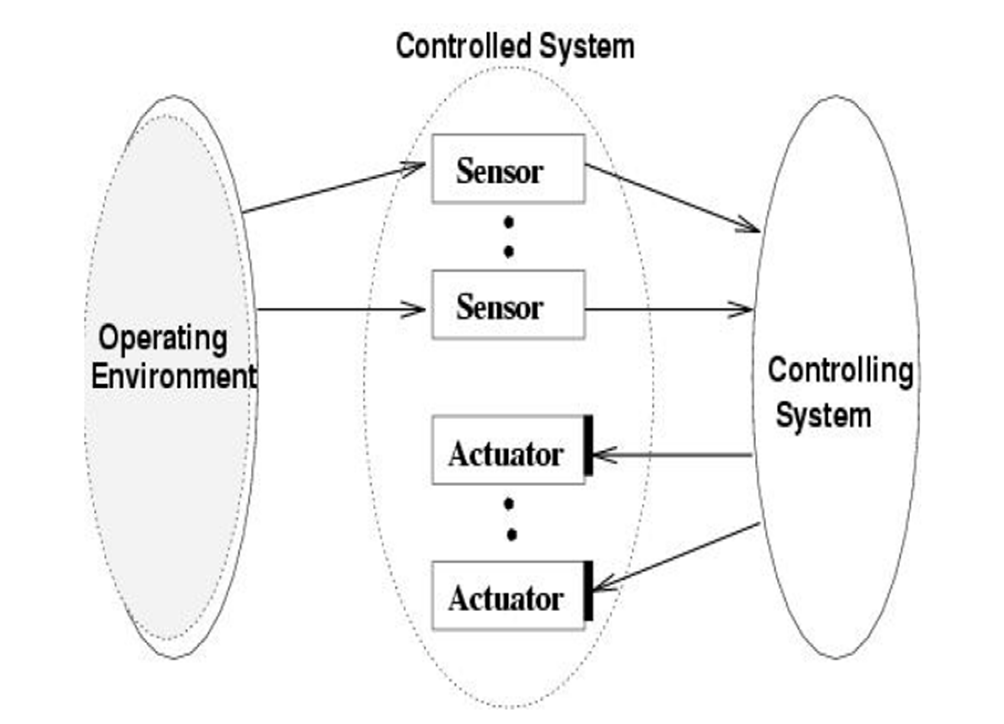 Controlled System
Sensor
Sensor
Operating
Environment
Controlling
System
Actuator
Actuator